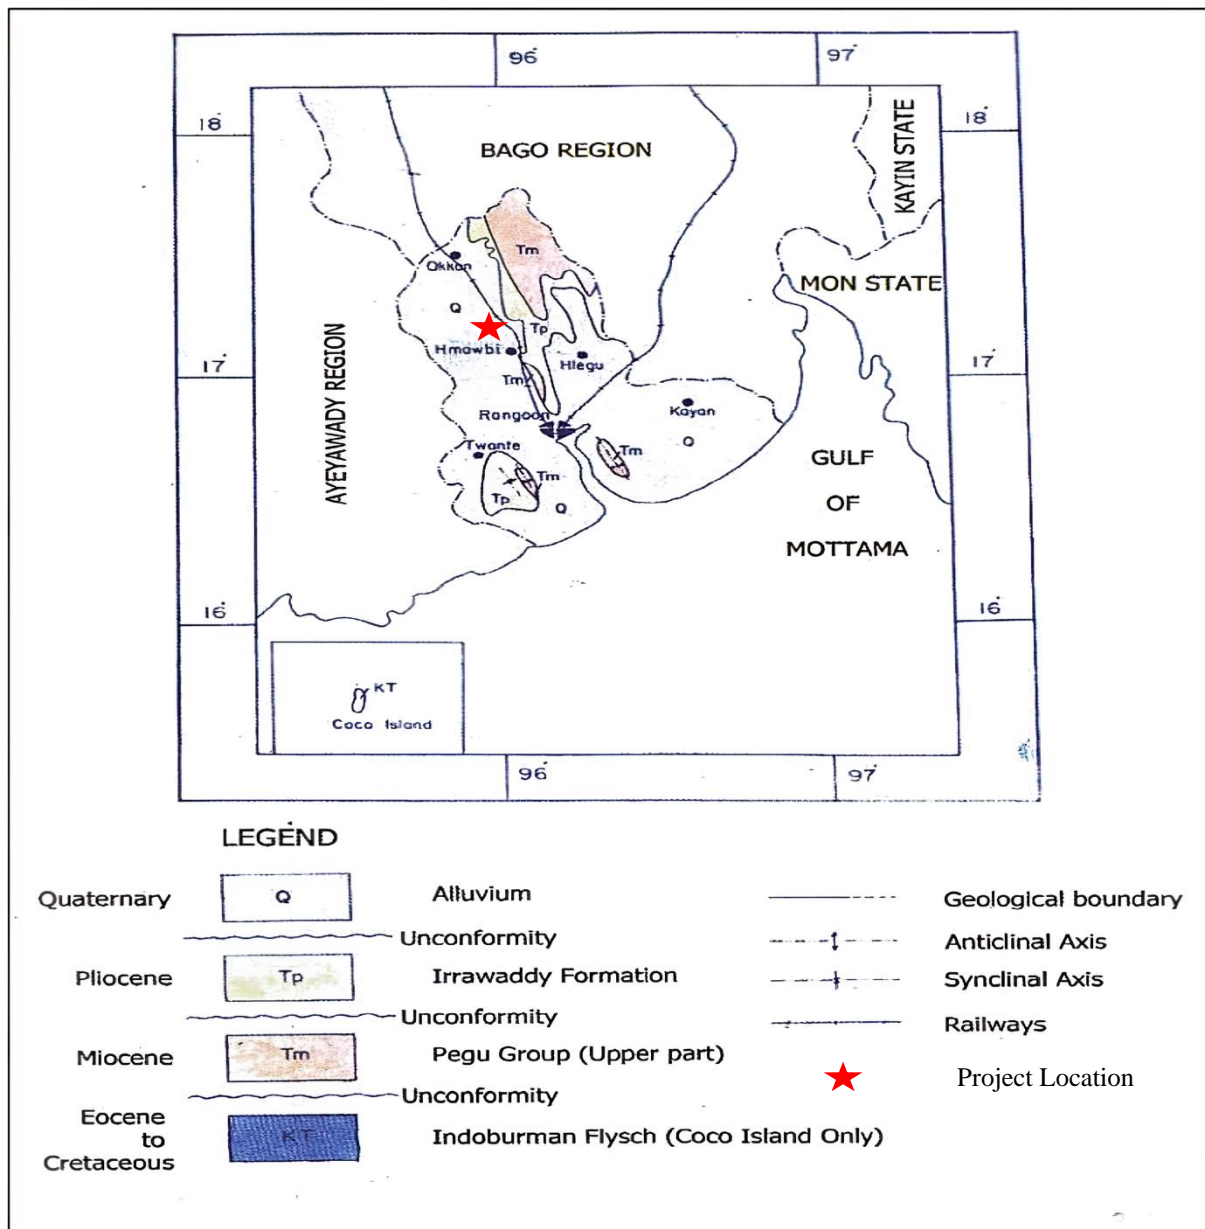 96°
97°
18°
18°
BAGO REGION
KAYIN STATE
Tm
Okkan
MON STATE
Q
Tp
AYEYAWADY REGION
Hmawbi
Hlegu
17°
17°
Tm
Rangoon
Kayan
Q
Twante
Tm
GULF
OF
MOTTAMA
Tm
Tp
Q
16°
16°
KT
Coco Island
96°
97°
LEGEND
Quaternary Q Alluvium
Unconformity
Pliocene Tp Irrawaddy Formation
Unconformity
Miocene Tm Pegu Group (Upper part)
Unconformity
Eocene
to
Cretaceous
KT Indoburman Flysch (Coco Island Only)
Geological boundary
Anticlinal Axis
Synclinal Axis
Railways
Project Location